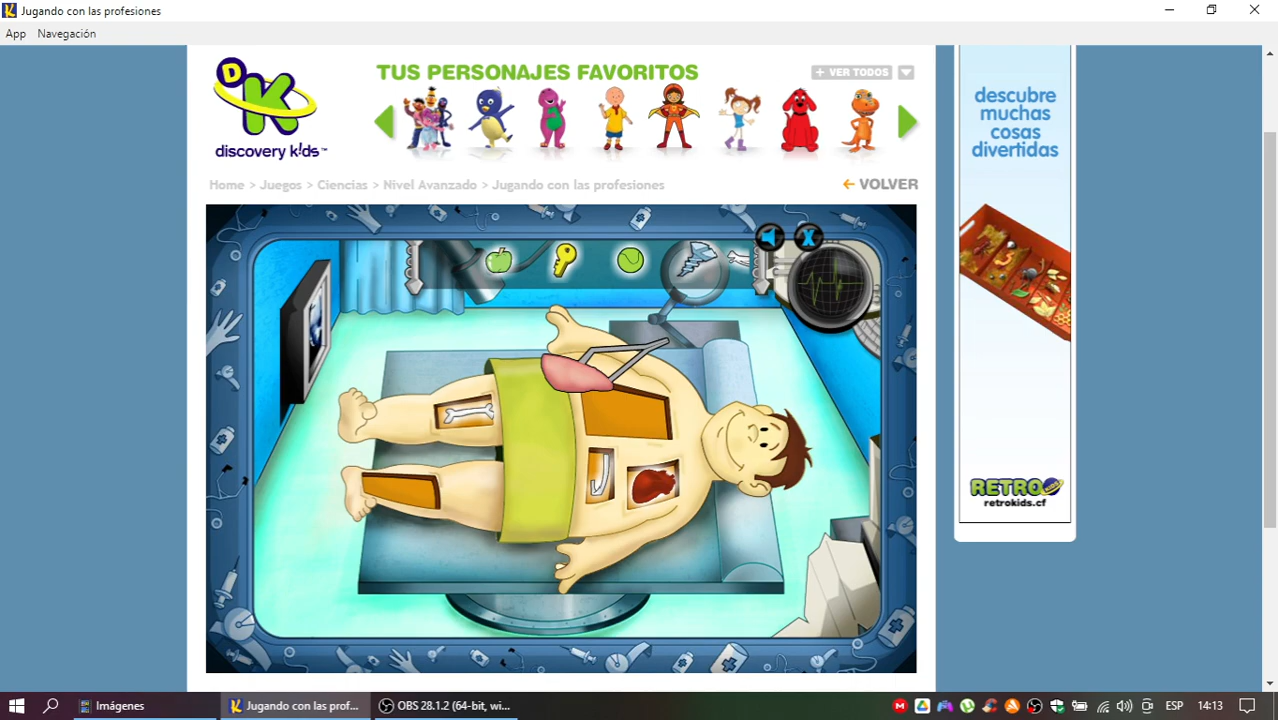 Jugando con las profesiones
App Navegación
TUS PERSONAJES FAVORITOS
+ VER TODOS
DK
discovery k!ds™
descubre
muchas
cosas
divertidas
Home > Juegos > Ciencias > Nivel Avanzado > Jugando con las profesiones
← VOLVER
X
RETRO KIDS
retrokids.cf
Imágenes
Jugando con las prof...
OBS 28.1.2 (64-bit, wi...
ESP
14:13